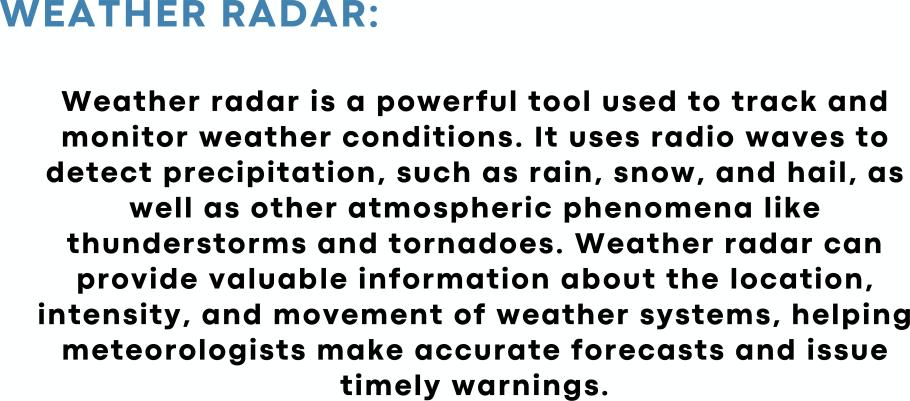 WEATHER RADAR:
Weather radar is a powerful tool used to track and
monitor weather conditions. It uses radio waves to
detect precipitation, such as rain, snow, and hail, as
well as other atmospheric phenomena like
thunderstorms and tornadoes. Weather radar can
provide valuable information about the location,
intensity, and movement of weather systems, helping
meteorologists make accurate forecasts and issue
timely warnings.